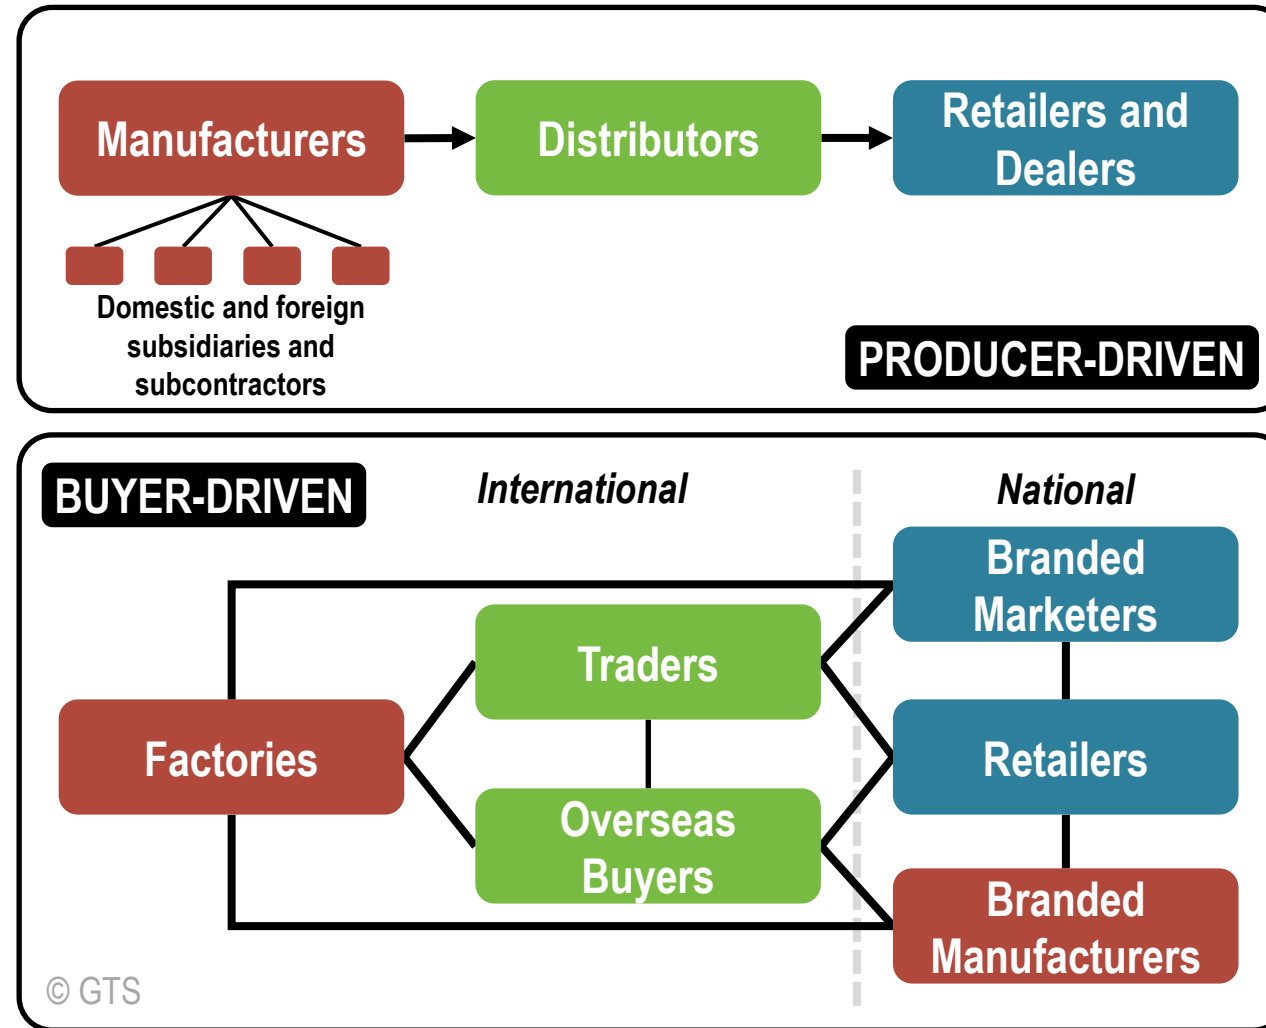 Manufacturers
Distributors
Retailers and
Dealers
Domestic and foreign
subsidiaries and
subcontractors
PRODUCER-DRIVEN
BUYER-DRIVEN
International
National
Branded
Marketers
Traders
Factories
Retailers
Overseas
Buyers
Branded
Manufacturers
© GTS